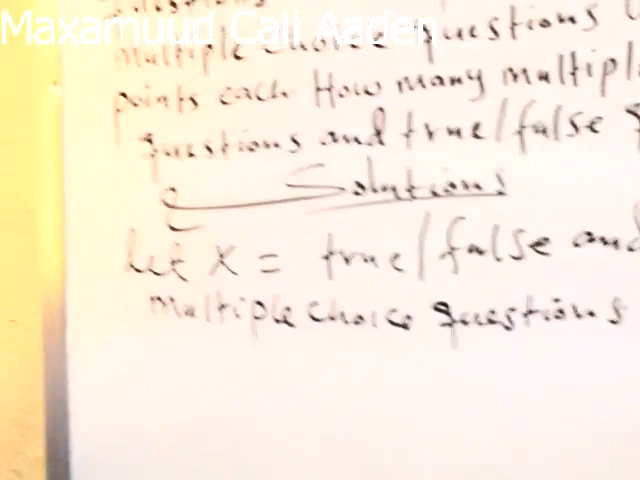 Maxamuud Cali Aaden
multiple choice questions
points each. How many multiple
questions and true/false
Solutions
Let X = true/false and
multiple choice questions